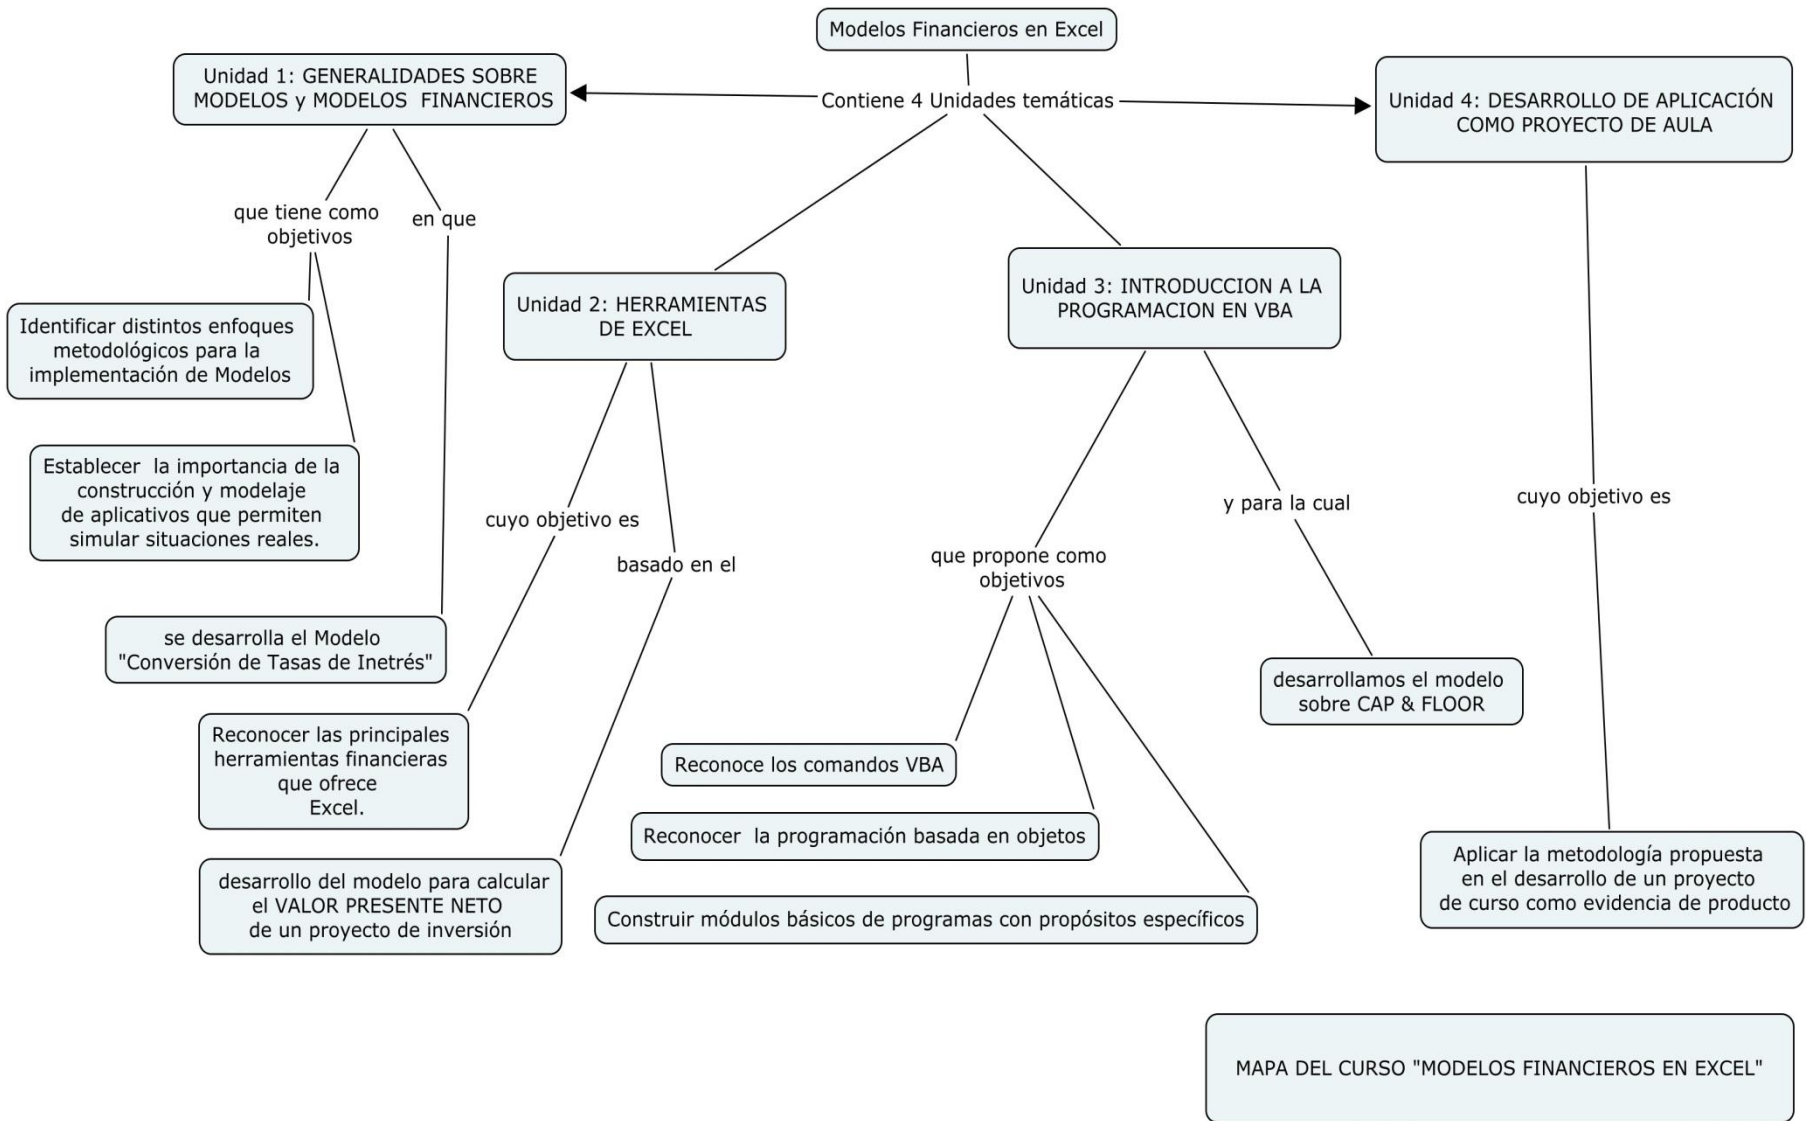 Modelos Financieros en Excel
Contiene 4 Unidades temáticas
Unidad 1: GENERALIDADES SOBRE
MODELOS y MODELOS  FINANCIEROS
que tiene como
objetivos
Identificar distintos enfoques
metodológicos para la
implementación de Modelos
Establecer  la importancia de la
construcción y modelaje
de aplicativos que permiten
simular situaciones reales.
en que
se desarrolla el Modelo
"Conversión de Tasas de Inetrés"
Unidad 2: HERRAMIENTAS
DE EXCEL
cuyo objetivo es
Reconocer las principales
herramientas financieras
que ofrece
Excel.
basado en el
desarrollo del modelo para calcular
el VALOR PRESENTE NETO
de un proyecto de inversión
Unidad 3: INTRODUCCION A LA
PROGRAMACION EN VBA
que propone como
objetivos
Reconoce los comandos VBA
Reconocer  la programación basada en objetos
Construir módulos básicos de programas con propósitos específicos
y para la cual
desarrollamos el modelo
sobre CAP & FLOOR
Unidad 4: DESARROLLO DE APLICACIÓN
COMO PROYECTO DE AULA
cuyo objetivo es
Aplicar la metodología propuesta
en el desarrollo de un proyecto
de curso como evidencia de producto
MAPA DEL CURSO "MODELOS FINANCIEROS EN EXCEL"